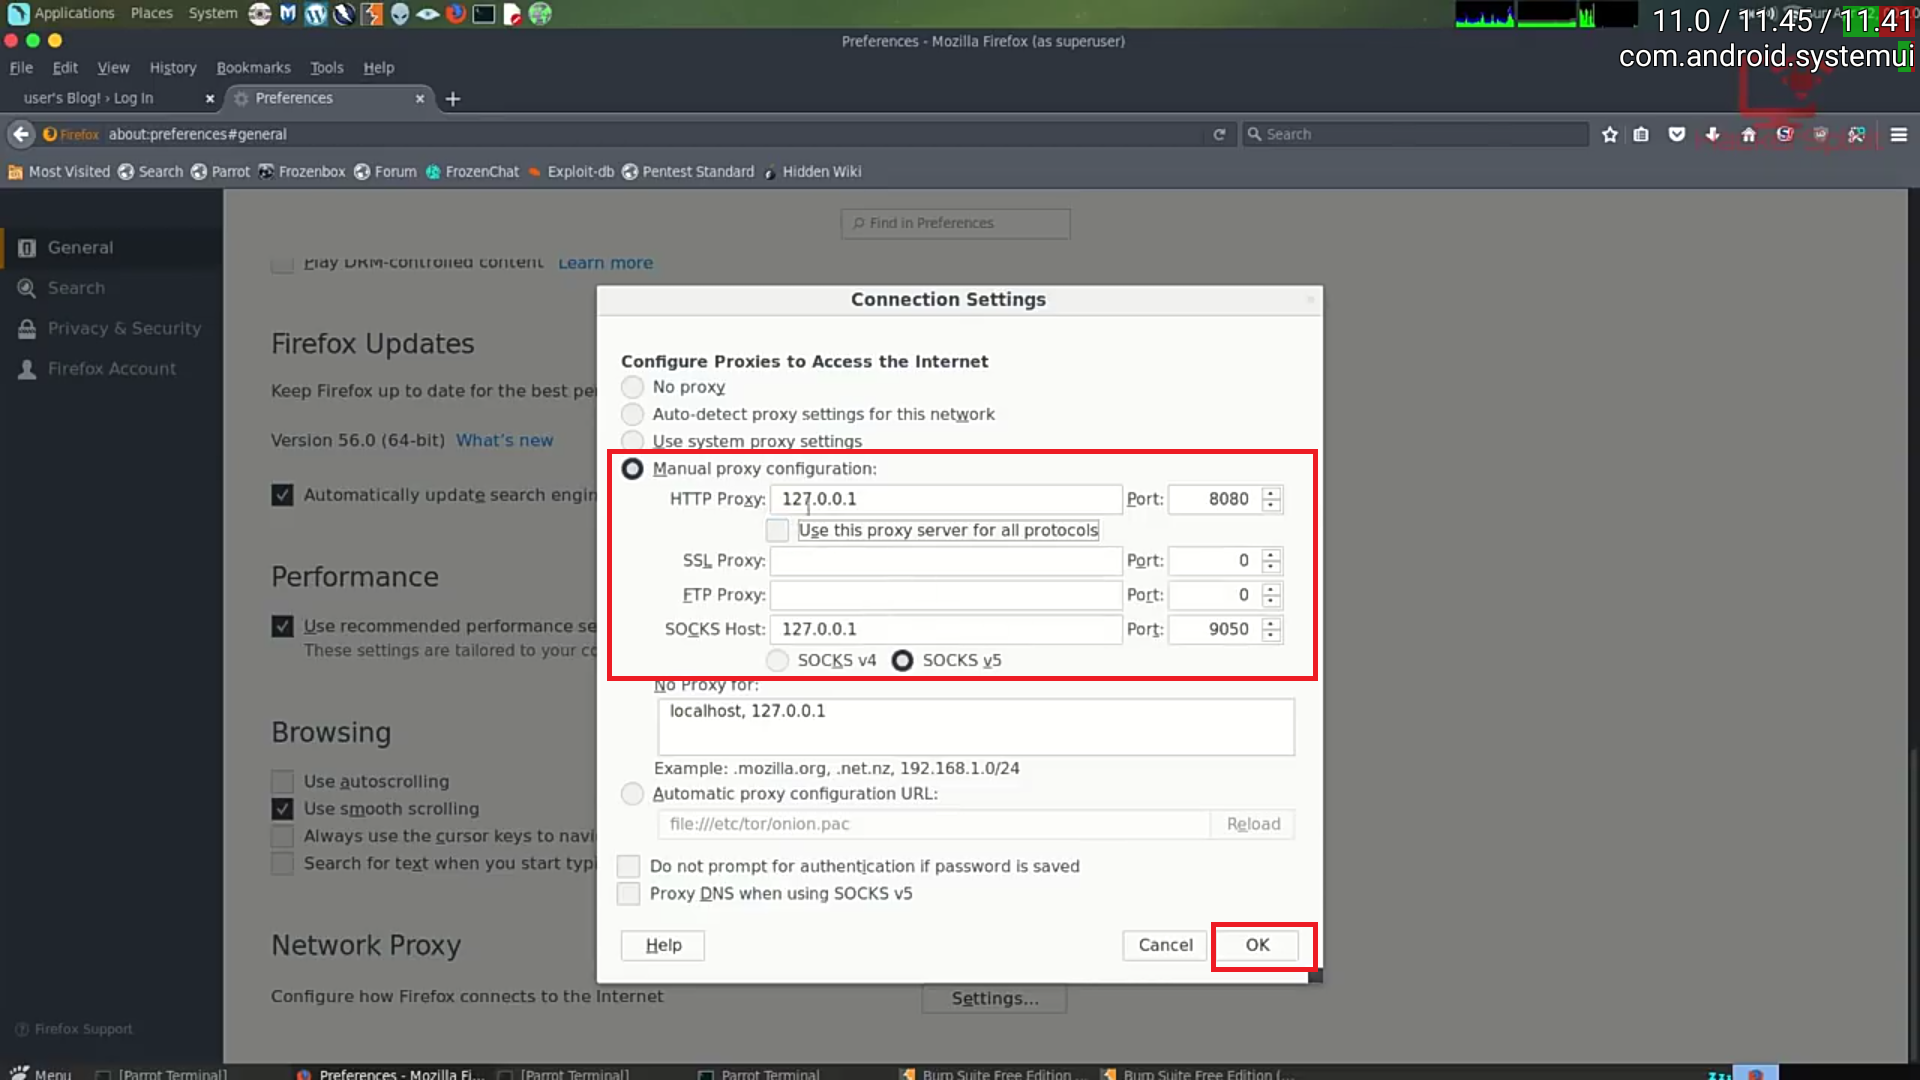 Applications Places System
11.0 / 11.45 / 11.41
Preferences - Mozilla Firefox (as superuser)
com.android.systemui
File Edit View History Bookmarks Tools Help
user's Blog! › Log In
Preferences
Firefox about:preferences#general
Search
Most Visited Search Parrot Frozenbox Forum FrozenChat Exploit-db Pentest Standard Hidden Wiki
Find in Preferences
General
Search
Privacy & Security
Firefox Account
Firefox Support
Play DRM-controlled content Learn more
Firefox Updates
Keep Firefox up to date for the best
Version 56.0 (64-bit) What's new
Automatically update search
Performance
Use recommended performance
These settings are tailored to your
Browsing
Use autoscrolling
Use smooth scrolling
Always use the cursor keys to
Search for text when you start
Network Proxy
Configure how Firefox connects to the Internet
Settings...
Connection Settings
Configure Proxies to Access the Internet
No proxy
Auto-detect proxy settings for this network
Use system proxy settings
Manual proxy configuration:
HTTP Proxy: 127.0.0.1 Port: 8080
Use this proxy server for all protocols
SSL Proxy: Port: 0
FTP Proxy: Port: 0
SOCKS Host: 127.0.0.1 Port: 9050
SOCKS v4 SOCKS v5
No Proxy for:
localhost, 127.0.0.1
Example: .mozilla.org, .net.nz, 192.168.1.0/24
Automatic proxy configuration URL:
file:///etc/tor/onion.pac Reload
Do not prompt for authentication if password is saved
Proxy DNS when using SOCKS v5
Help Cancel OK
Menu [Parrot Terminal] Preferences - Mozilla Fi... [Parrot Terminal] Parrot Terminal Burp Suite Free Edition ... Burp Suite Free Edition (...